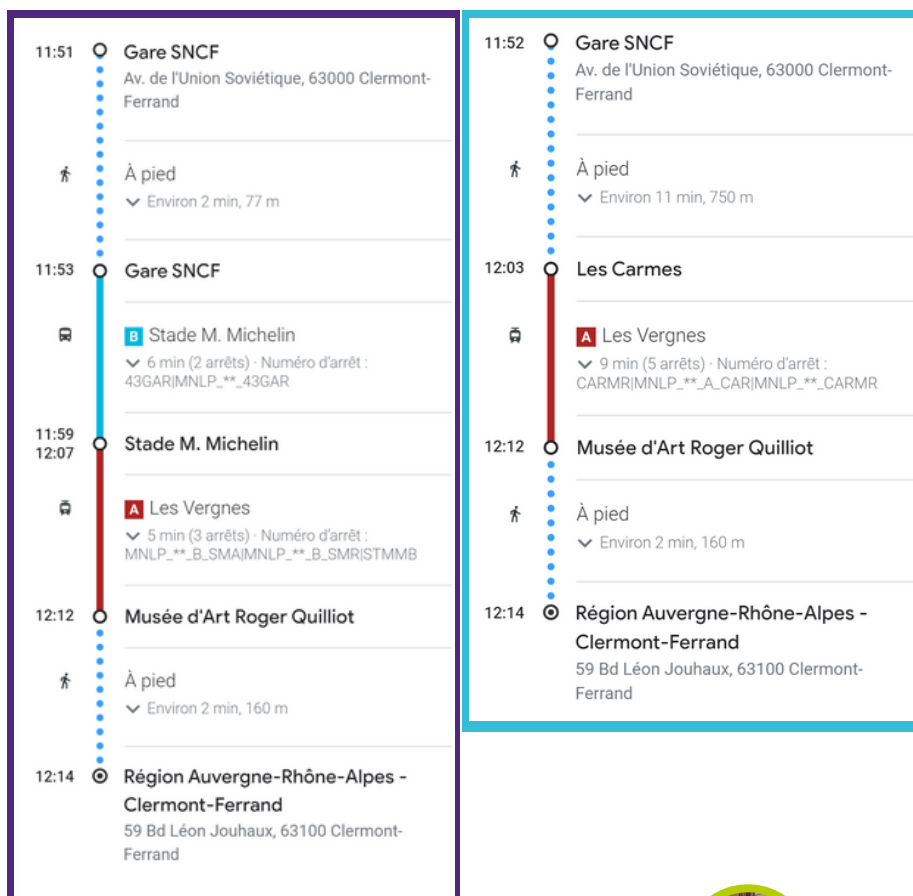 11:51 Gare SNCF
Av. de l'Union Soviétique, 63000 Clermont-
Ferrand
À pied
Environ 2 min, 77 m
11:53 Gare SNCF
B Stade M. Michelin
6 min (2 arrêts) · Numéro d'arrêt :
43GAR|MNLP_**_43GAR
11:59
12:07 Stade M. Michelin
A Les Vergnes
5 min (3 arrêts) · Numéro d'arrêt :
MNLP_**_B_SMA|MNLP_**_B_SMR|STMMB
12:12 Musée d'Art Roger Quilliot
À pied
Environ 2 min, 160 m
12:14 Région Auvergne-Rhône-Alpes -
Clermont-Ferrand
59 Bd Léon Jouhaux, 63100 Clermont-
Ferrand
11:52 Gare SNCF
Av. de l'Union Soviétique, 63000 Clermont-
Ferrand
À pied
Environ 11 min, 750 m
12:03 Les Carmes
A Les Vergnes
9 min (5 arrêts) · Numéro d'arrêt :
CARMR|MNLP_**_A_CAR|MNLP_**_CARMR
12:12 Musée d'Art Roger Quilliot
À pied
Environ 2 min, 160 m
12:14 Région Auvergne-Rhône-Alpes -
Clermont-Ferrand
59 Bd Léon Jouhaux, 63100 Clermont-
Ferrand